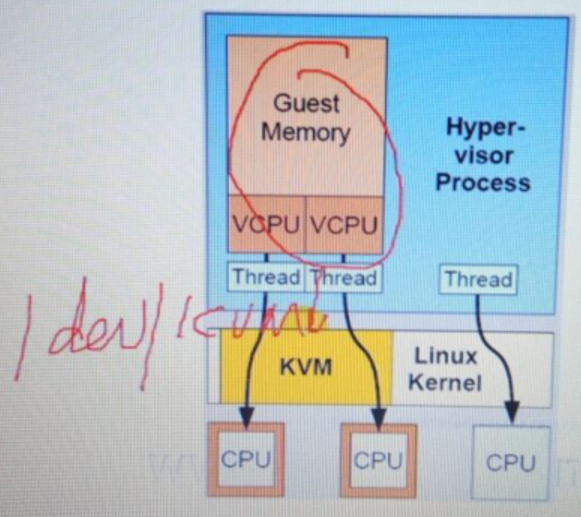 Guest
Memory
Hyper-
visor
Process
VCPU VCPU
Thread Thread Thread
/dev/kvm
KVM
Linux
Kernel
CPU CPU CPU